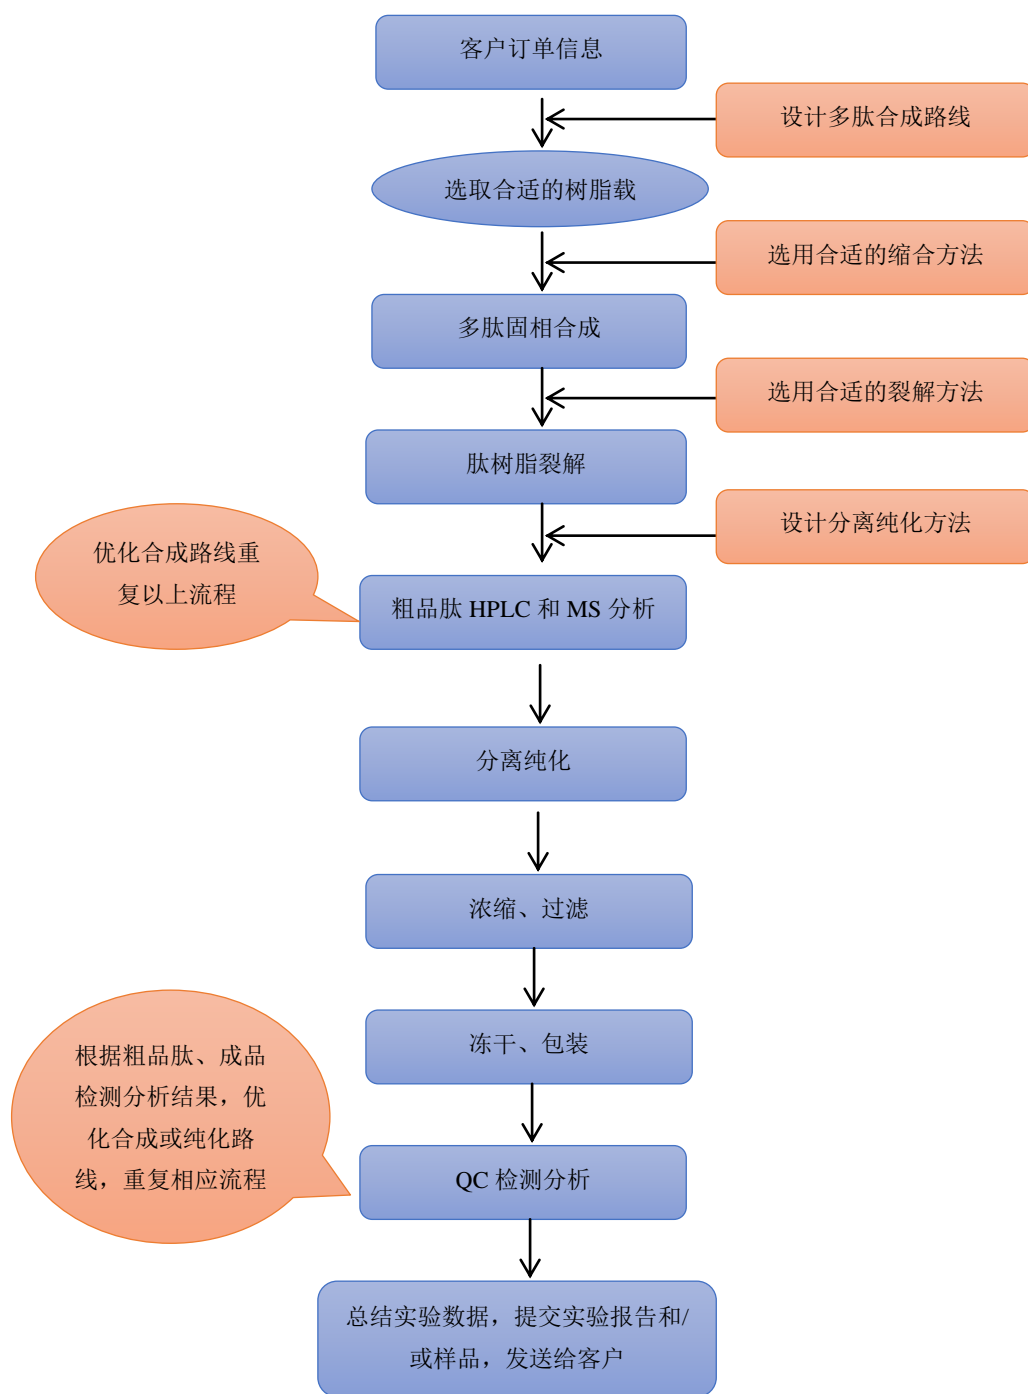 客户订单信息
设计多肽合成路线
选取合适的树脂载
选用合适的缩合方法
多肽固相合成
选用合适的裂解方法
肽树脂裂解
设计分离纯化方法
优化合成路线重
复以上流程
粗品肽 HPLC 和 MS 分析
分离纯化
浓缩、过滤
冻干、包装
根据粗品肽、成品
检测分析结果，优
化合成或纯化路
线，重复相应流程
QC 检测分析
总结实验数据，提交实验报告和/
或样品，发送给客户